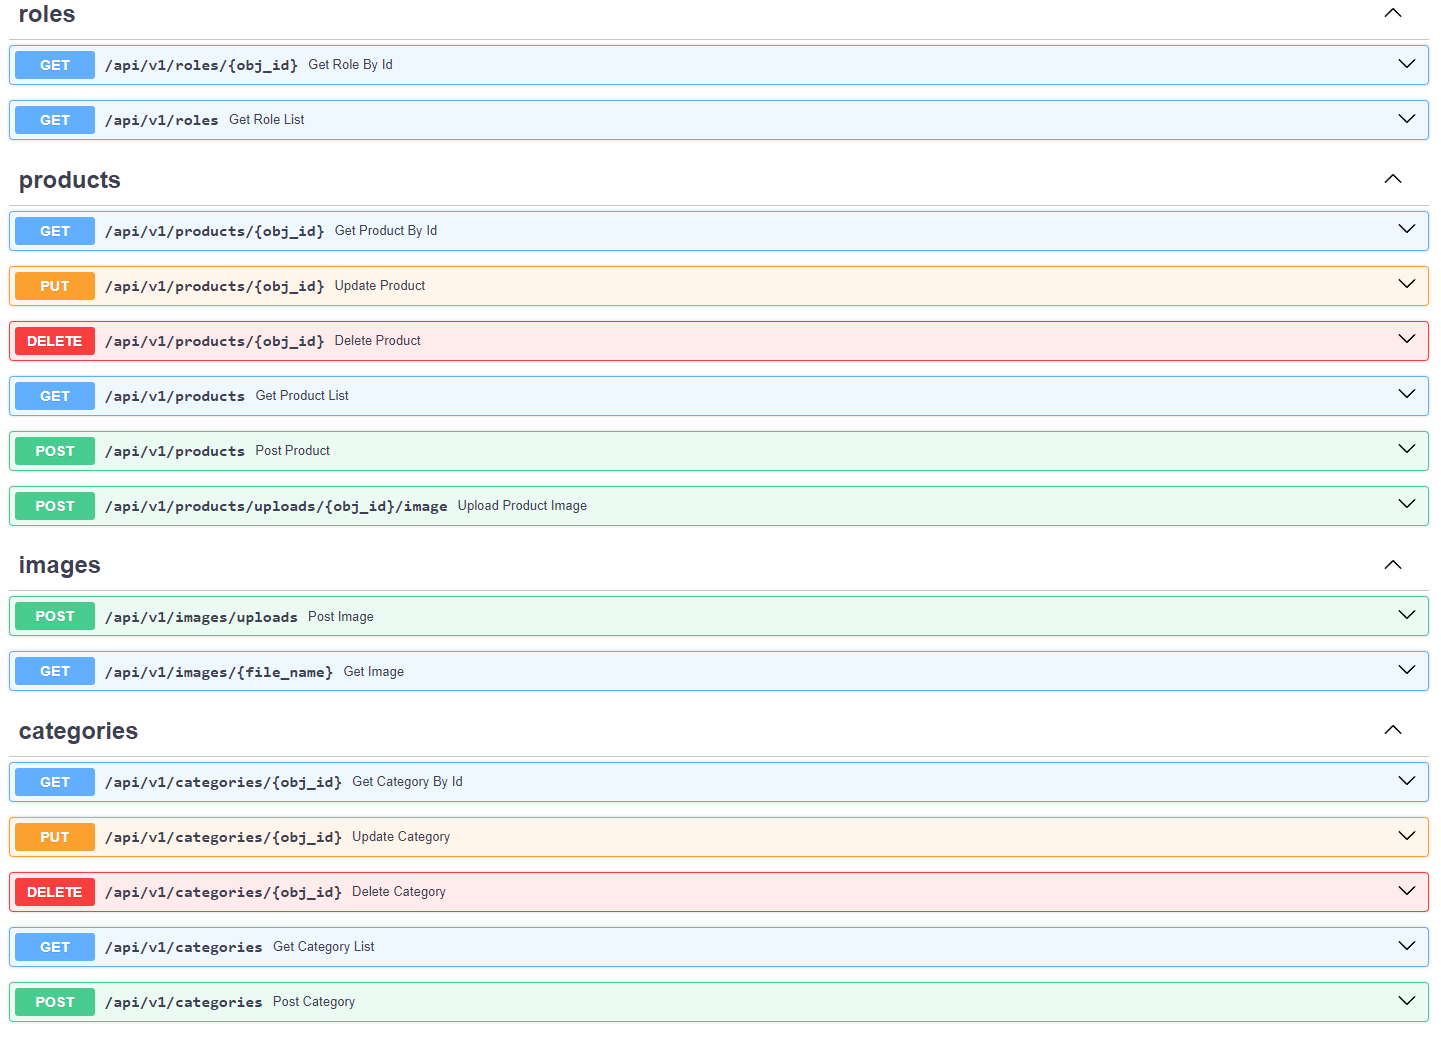 roles
GET /api/v1/roles/{obj_id} Get Role By Id
GET /api/v1/roles Get Role List
products
GET /api/v1/products/{obj_id} Get Product By Id
PUT /api/v1/products/{obj_id} Update Product
DELETE /api/v1/products/{obj_id} Delete Product
GET /api/v1/products Get Product List
POST /api/v1/products Post Product
POST /api/v1/products/uploads/{obj_id}/image Upload Product Image
images
POST /api/v1/images/uploads Post Image
GET /api/v1/images/{file_name} Get Image
categories
GET /api/v1/categories/{obj_id} Get Category By Id
PUT /api/v1/categories/{obj_id} Update Category
DELETE /api/v1/categories/{obj_id} Delete Category
GET /api/v1/categories Get Category List
POST /api/v1/categories Post Category